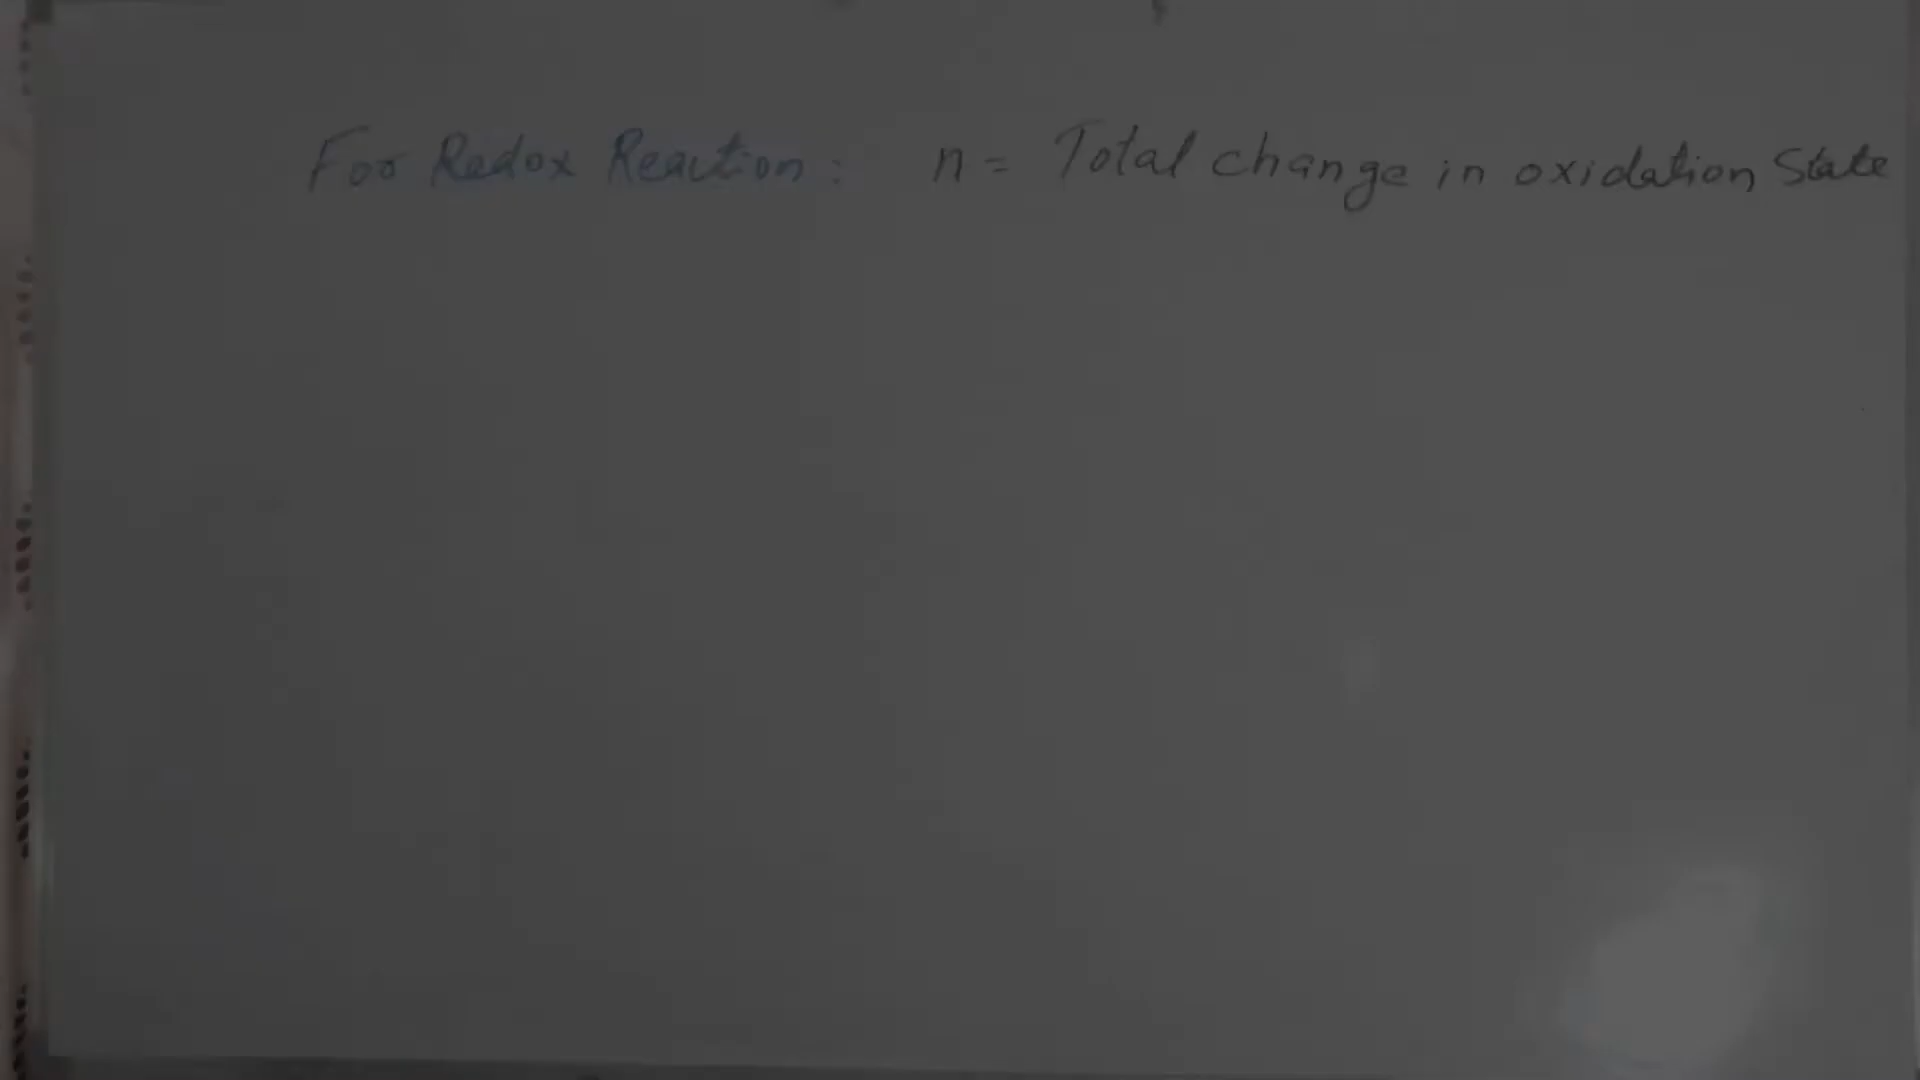 For Redox Reaction: n = Total change in oxidation state